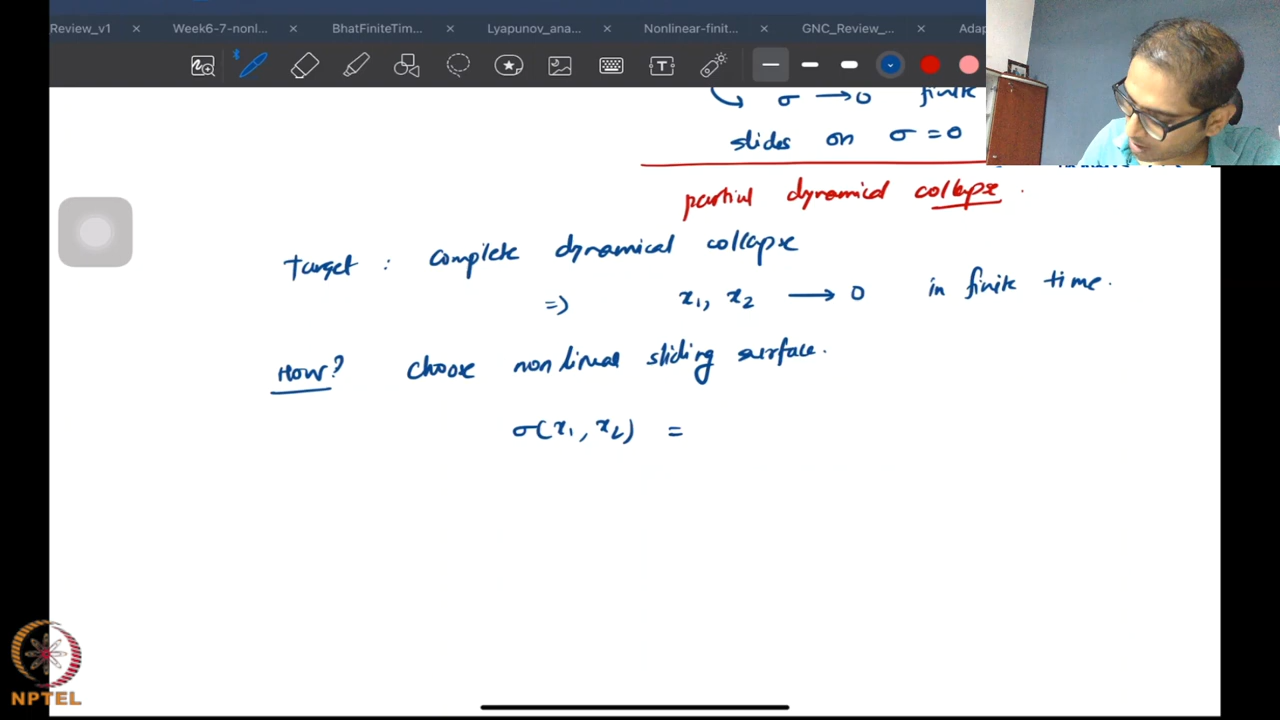 Review_v1 × Week6-7-nonl... × BhatFiniteTim... × Lyapunov_ana... × Nonlinear-finit... × GNC_Review_... × Adap
↳ σ → 0 finite
slides on σ = 0
partial dynamical collapse.
Target : complete dynamical collapse
=> x₁, x₂ → 0 in finite time.
How? choose nonlinear sliding surface.
σ(x₁, x₂) =
NPTEL